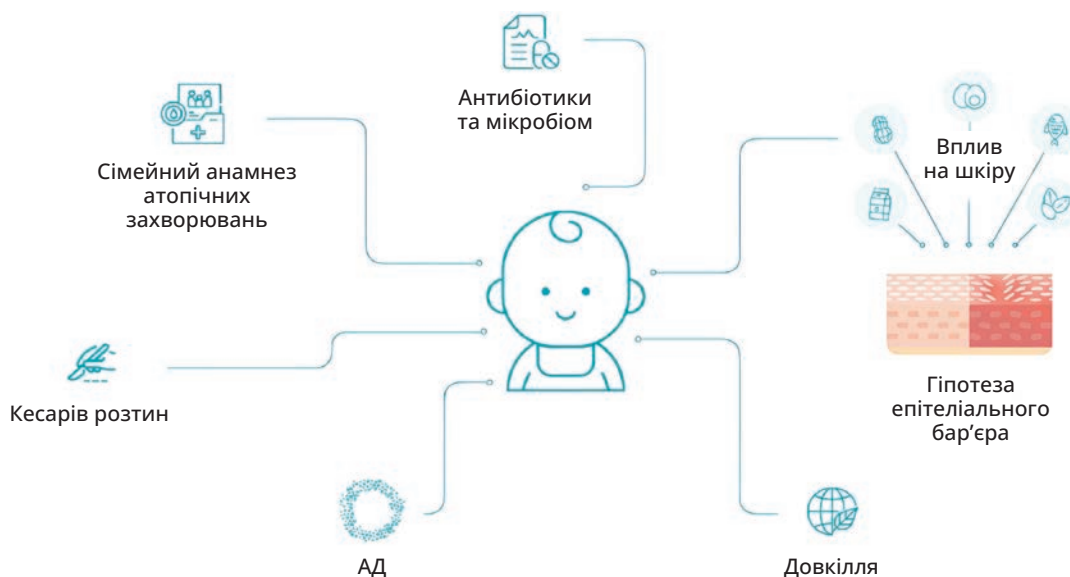 Антибіотики
та мікробіом
Сімейний анамнез
атопічних
захворювань
Вплив
на шкіру
Кесарів розтин
Гіпотеза
епітеліального
бар’єра
АД
Довкілля